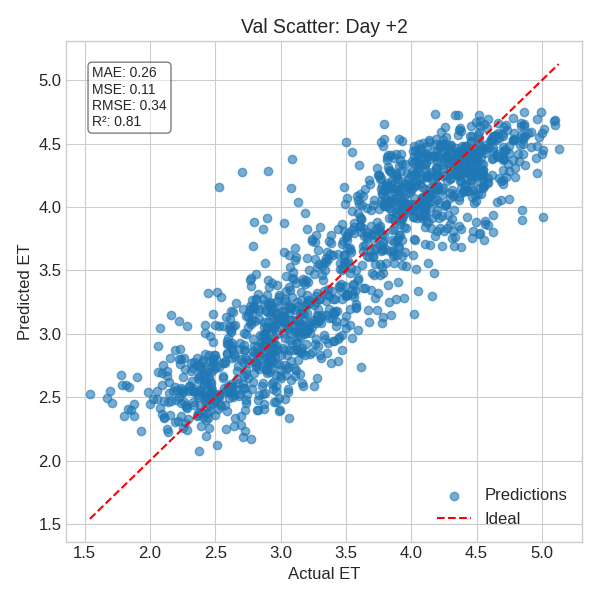 Val Scatter: Day +2
MAE: 0.26
MSE: 0.11
RMSE: 0.34
R²: 0.81
5.0
4.5
4.0
3.5
3.0
2.5
2.0
1.5
Predicted ET
Predictions
Ideal
1.5 2.0 2.5 3.0 3.5 4.0 4.5 5.0
Actual ET